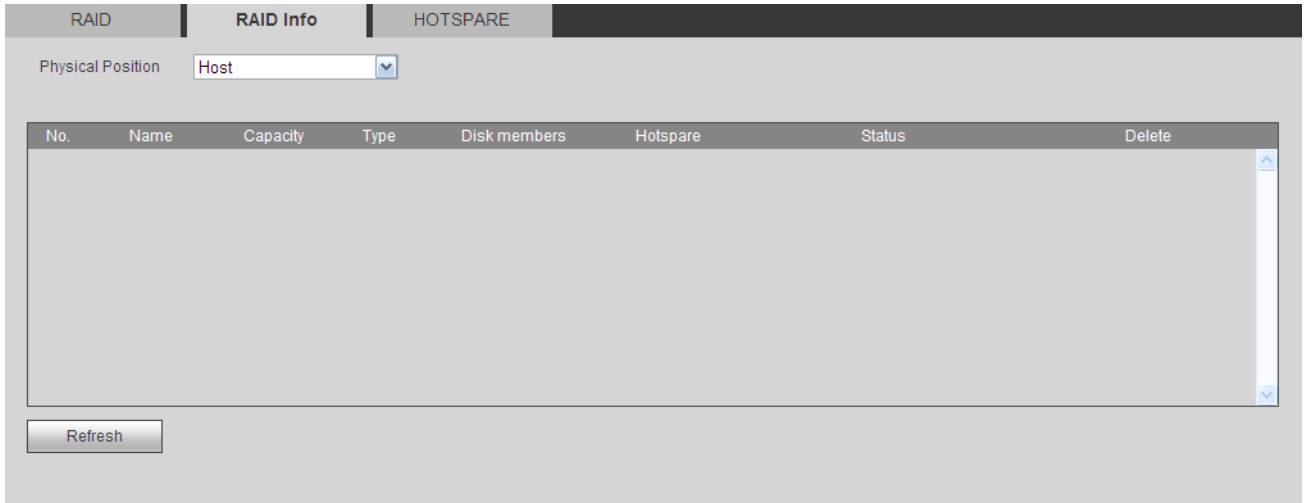 RAID RAID Info HOTSPARE
Physical Position Host
No. Name Capacity Type Disk members Hotspare Status Delete
Refresh